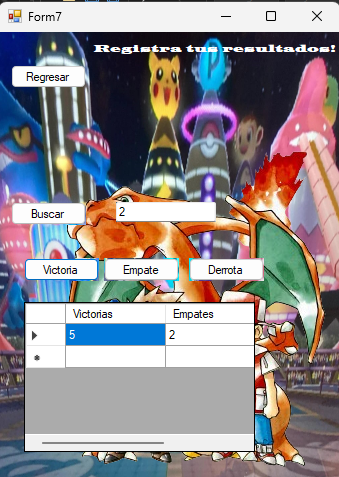 Form7
Registra tus resultados!
Regresar
Buscar 2
Victoria Empate Derrota
Victorias Empates
5 2